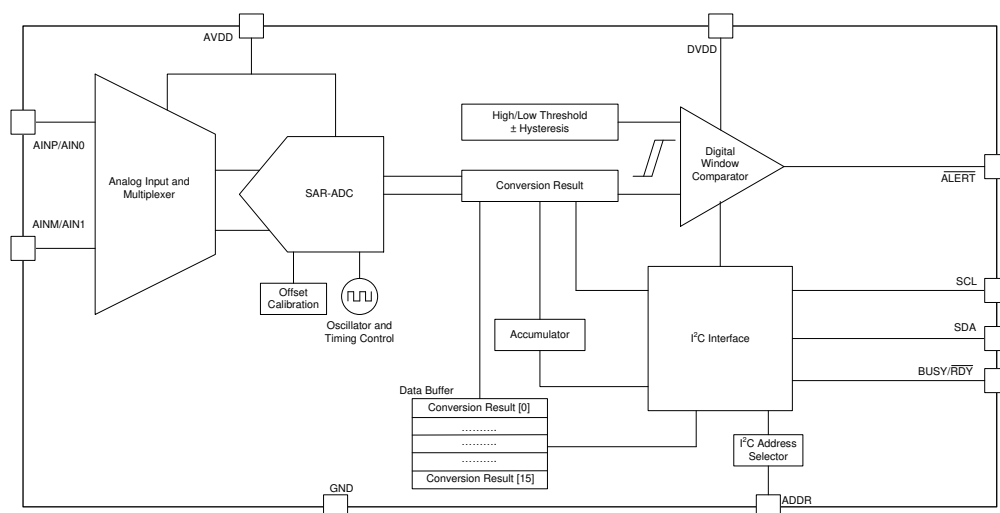 AVDD
DVDD
High/Low Threshold
± Hysteresis
AINP/AIN0
Digital
Window
Comparator
Analog Input and
Multiplexer
SAR-ADC
Conversion Result
ALERT
AINM/AIN1
Offset
Calibration
SCL
Oscillator and
Timing Control
Accumulator
I²C Interface
SDA
BUSY/RDY
Data Buffer
Conversion Result [0]
..........
..........
..........
Conversion Result [15]
I²C Address
Selector
GND
ADDR